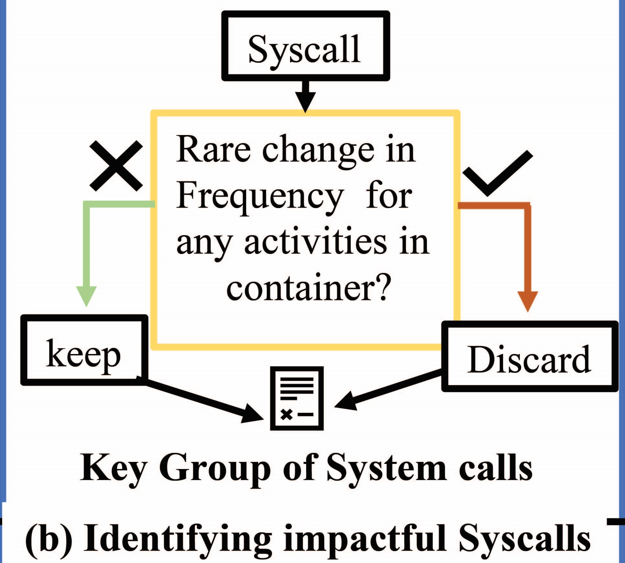 Syscall
Rare change in
Frequency for
any activities in
container?
keep
Discard
Key Group of System calls
(b) Identifying impactful Syscalls